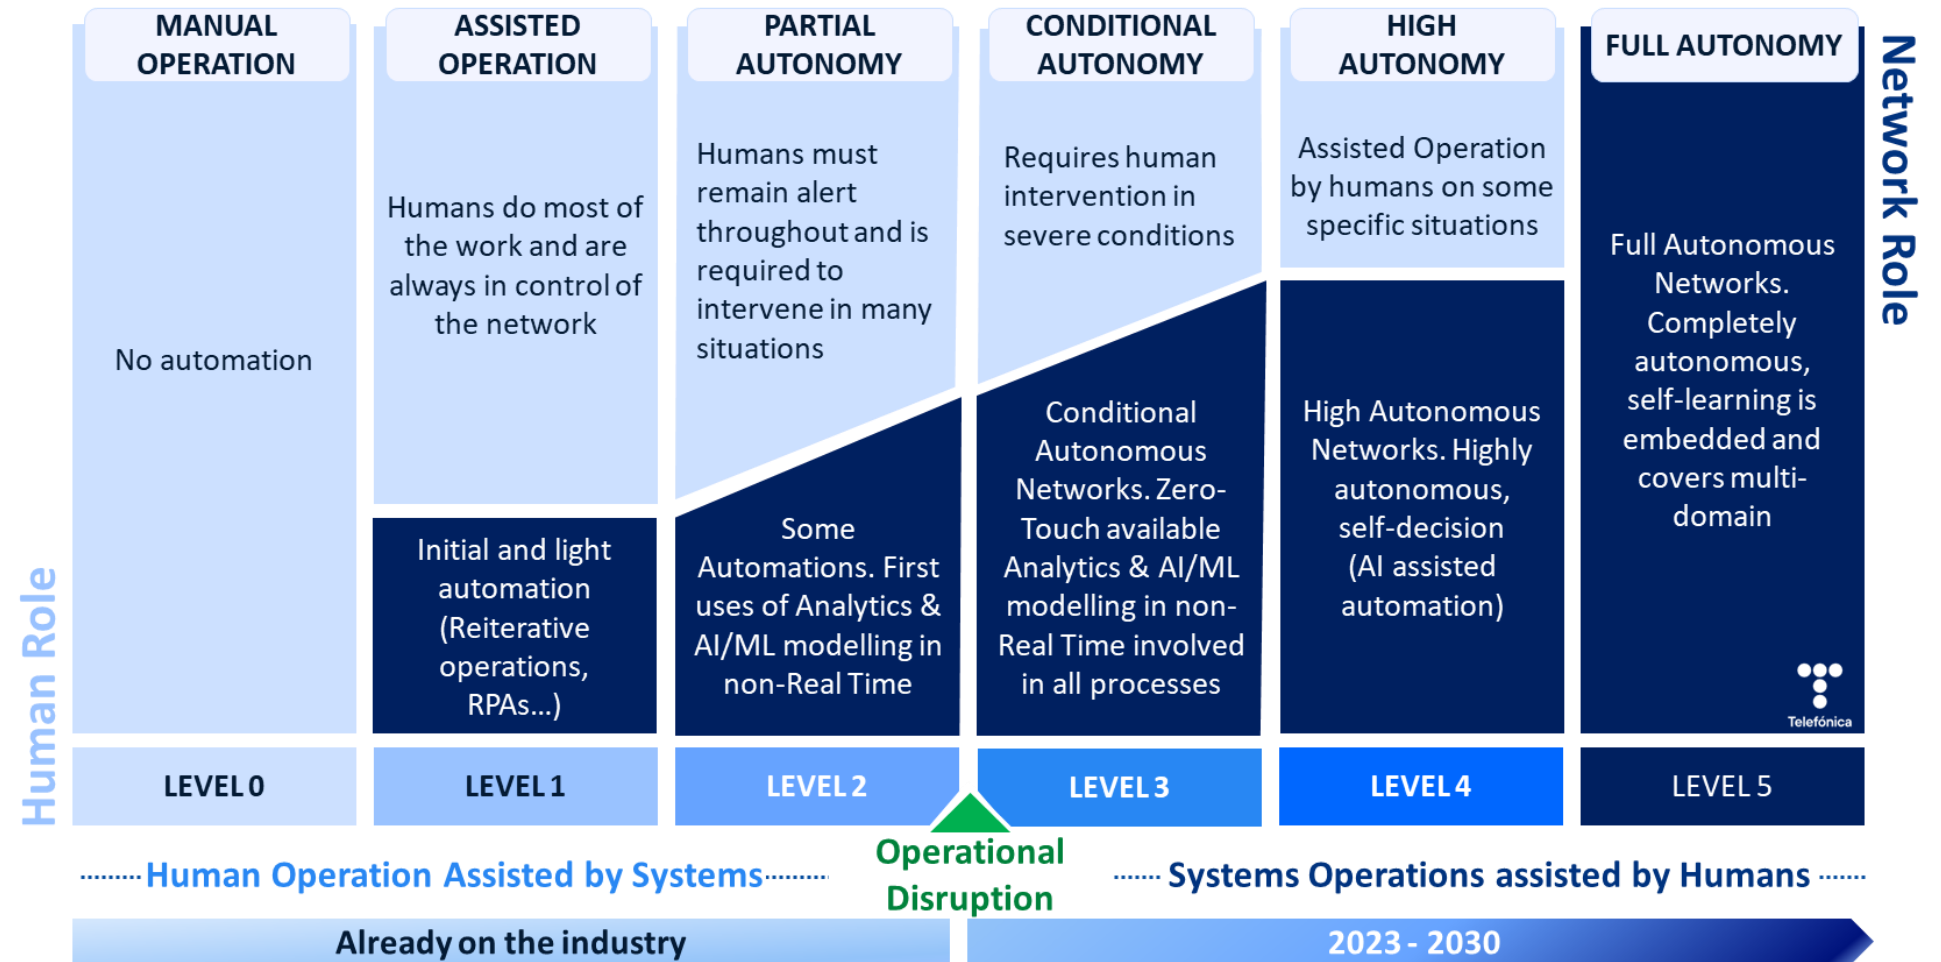 MANUAL
OPERATION
ASSISTED
OPERATION
PARTIAL
AUTONOMY
CONDITIONAL
AUTONOMY
HIGH
AUTONOMY
FULL AUTONOMY
No automation
Humans do most of
the work and are
always in control of
the network
Initial and light
automation
(Reiterative
operations,
RPAs...)
Humans must
remain alert
throughout and is
required to
intervene in many
situations
Some
Automations. First
uses of Analytics &
AI/ML modelling in
non-Real Time
Requires human
intervention in
severe conditions
Conditional
Autonomous
Networks. Zero-
Touch available
Analytics & AI/ML
modelling in non-
Real Time involved
in all processes
Assisted Operation
by humans on some
specific situations
High Autonomous
Networks. Highly
autonomous,
self-decision
(AI assisted
automation)
Full Autonomous
Networks.
Completely
autonomous,
self-learning is
embedded and
covers multi-
domain
Telefónica
Human Role
Network Role
LEVEL 0
LEVEL 1
LEVEL 2
LEVEL 3
LEVEL 4
LEVEL 5
Human Operation Assisted by Systems
Operational
Disruption
Systems Operations assisted by Humans
Already on the industry
2023 - 2030